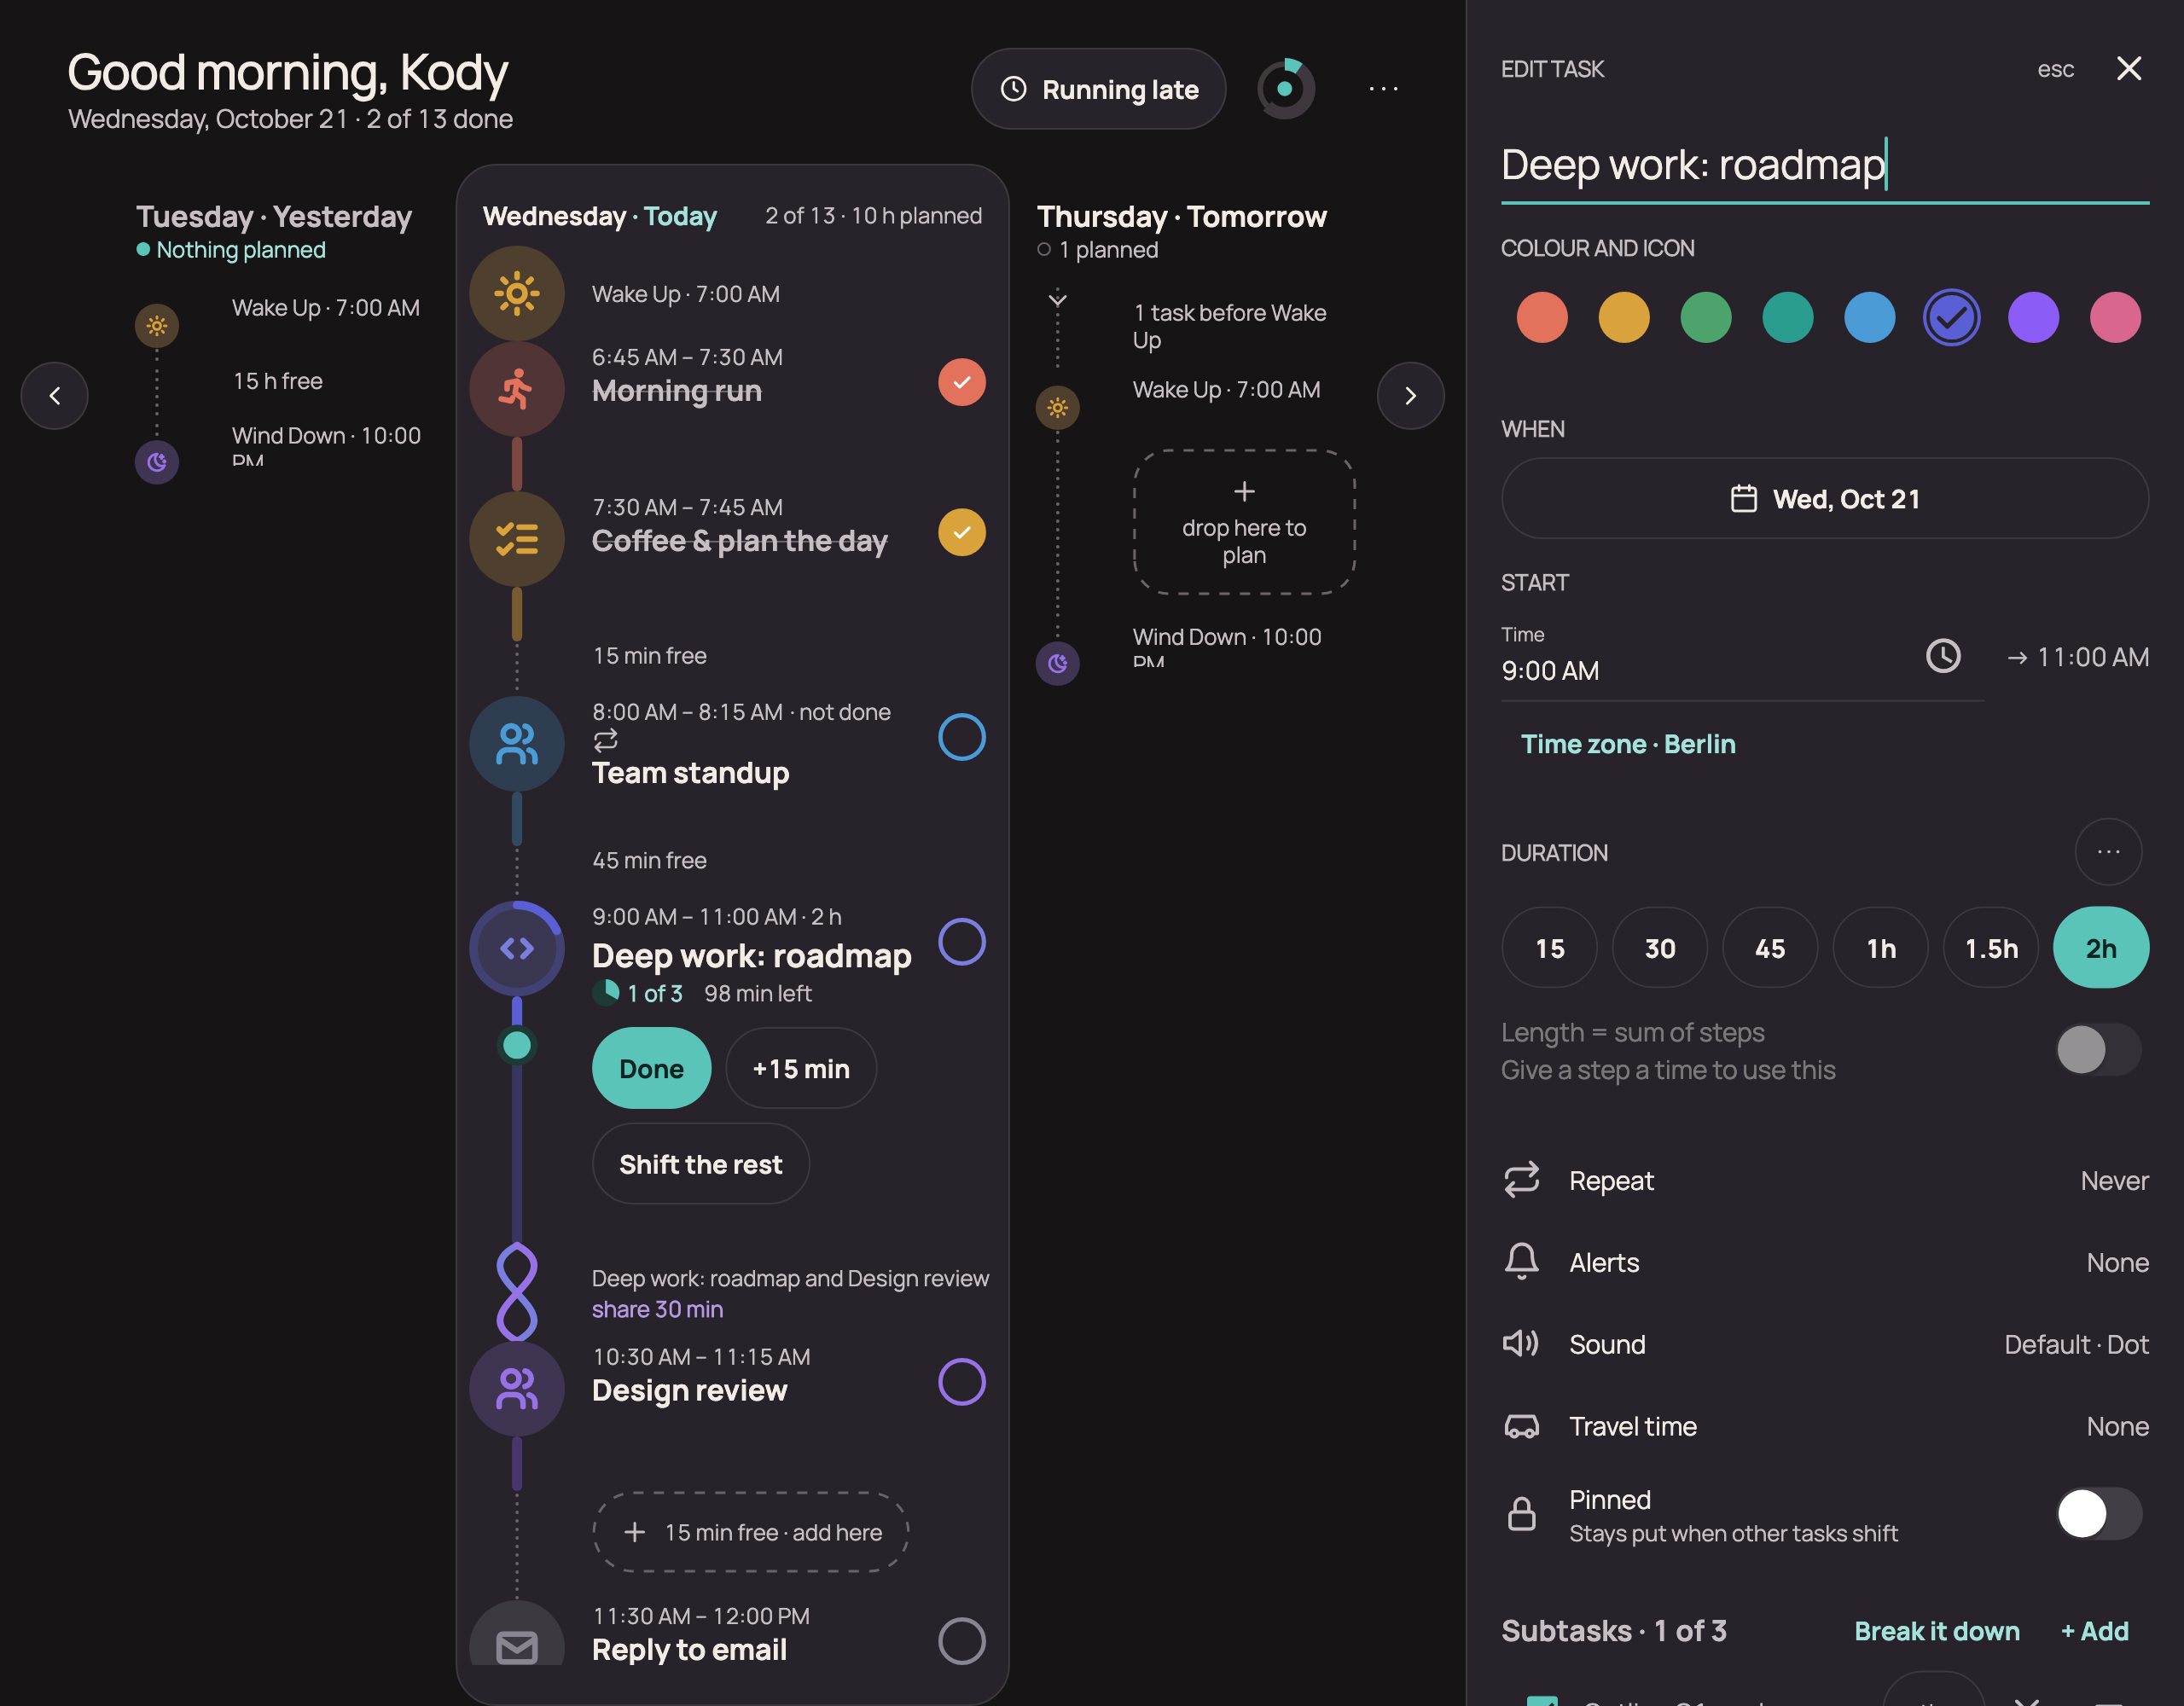 Good morning, Kody
Wednesday, October 21 · 2 of 13 done
Running late
Tuesday · Yesterday
Nothing planned
Wake Up · 7:00 AM
15 h free
Wind Down · 10:00
PM
Wednesday · Today
2 of 13 · 10 h planned
Wake Up · 7:00 AM
6:45 AM – 7:30 AM
Morning run
7:30 AM – 7:45 AM
Coffee & plan the day
15 min free
8:00 AM – 8:15 AM · not done
Team standup
45 min free
9:00 AM – 11:00 AM · 2 h
Deep work: roadmap
1 of 3 98 min left
Done
+15 min
Shift the rest
Deep work: roadmap and Design review
share 30 min
10:30 AM – 11:15 AM
Design review
15 min free · add here
11:30 AM – 12:00 PM
Reply to email
Thursday · Tomorrow
1 planned
1 task before Wake
Up
Wake Up · 7:00 AM
drop here to
plan
Wind Down · 10:00
PM
EDIT TASK
esc
Deep work: roadmap
COLOUR AND ICON
WHEN
Wed, Oct 21
START
Time
9:00 AM
→ 11:00 AM
Time zone · Berlin
DURATION
15
30
45
1h
1.5h
2h
Length = sum of steps
Give a step a time to use this
Repeat
Never
Alerts
None
Sound
Default · Dot
Travel time
None
Pinned
Stays put when other tasks shift
Subtasks · 1 of 3
Break it down
+ Add